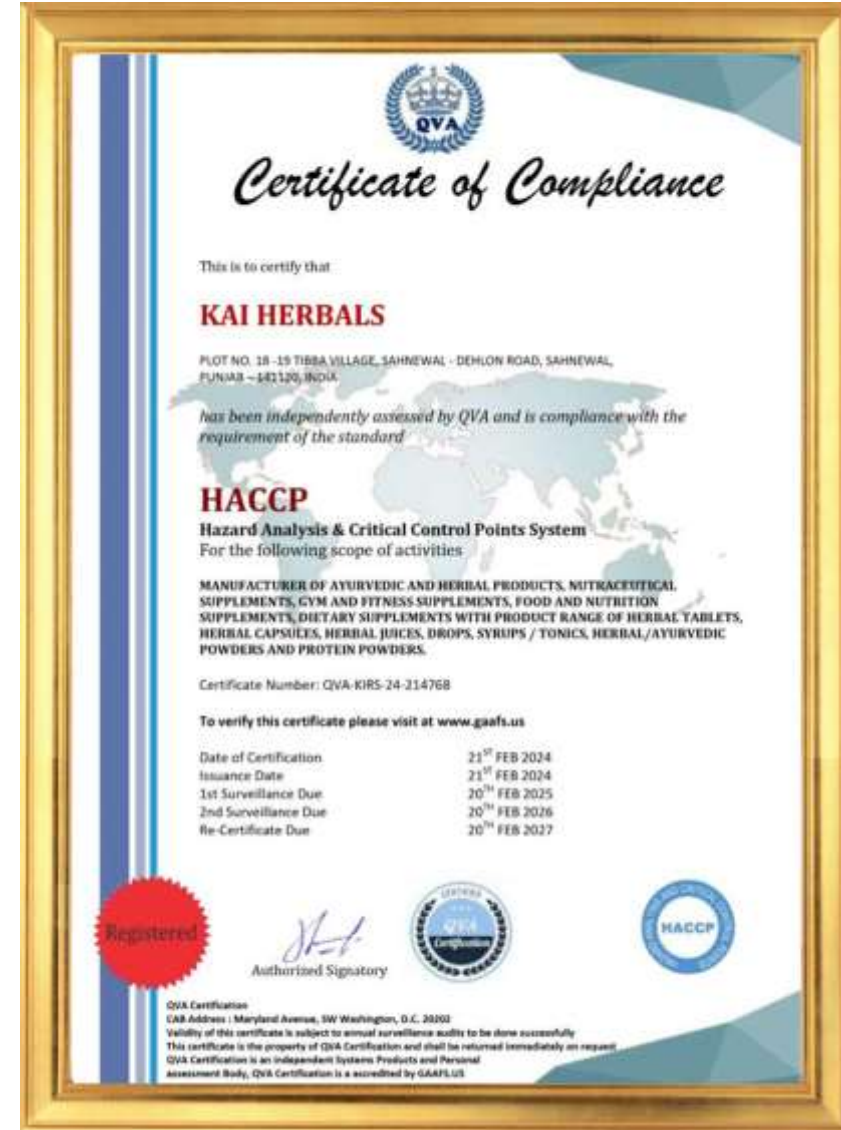 QVA
Certificate of Compliance
This is to certify that
KAI HERBALS
PLOT NO. 18 -19 TIBBA VILLAGE, SAHNEWAL - DEHLON ROAD, SAHNEWAL,
PUNJAB – 141120, INDIA
has been independently assessed by QVA and is compliance with the
requirement of the standard
HACCP
Hazard Analysis & Critical Control Points System
For the following scope of activities
MANUFACTURER OF AYURVEDIC AND HERBAL PRODUCTS, NUTRACEUTICAL
SUPPLEMENTS, GYM AND FITNESS SUPPLEMENTS, FOOD AND NUTRITION
SUPPLEMENTS, DIETARY SUPPLEMENTS WITH PRODUCT RANGE OF HERBAL TABLETS,
HERBAL CAPSULES, HERBAL JUICES, DROPS, SYRUPS / TONICS, HERBAL/AYURVEDIC
POWDERS AND PROTEIN POWDERS.
Certificate Number: QVA-KIRS-24-214768
To verify this certificate please visit at www.gaafs.us
Date of Certification 21ST FEB 2024
Issuance Date 21ST FEB 2024
1st Surveillance Due 20TH FEB 2025
2nd Surveillance Due 20TH FEB 2026
Re-Certificate Due 20TH FEB 2027
Registered
Authorized Signatory
CERTIFIED
QVA
Certification
HACCP
QVA Certification
CAB Address : Maryland Avenue, SW Washington, D.C. 20202
Validity of this certificate is subject to annual surveillance audits to be done successfully
This certificate is the property of QVA Certification and shall be returned immediately on request
QVA Certification is an independent Systems Products and Personal
assessment Body, QVA Certification is a accredited by GAAFS.US